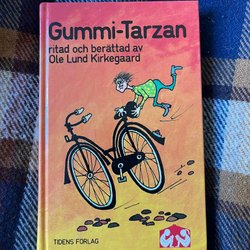 Gummi-Tarzan
ritad och berättad av
Ole Lund Kirkegaard
TIDENS FÖRLAG